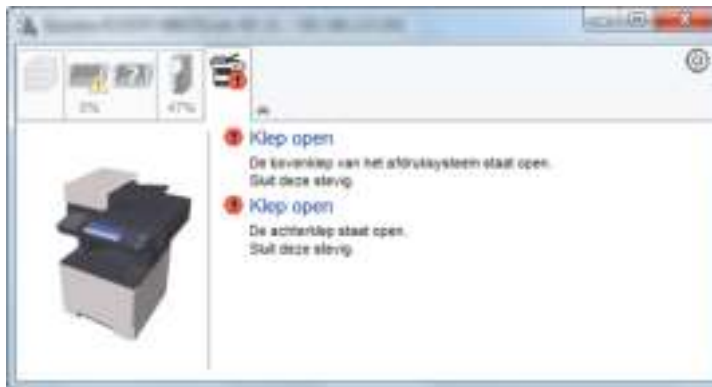 0%
47%
Klep open
De bovenklep van het afdruksysteem staat open.
Sluit deze stevig.
Klep open
De achterklep staat open.
Sluit deze stevig.